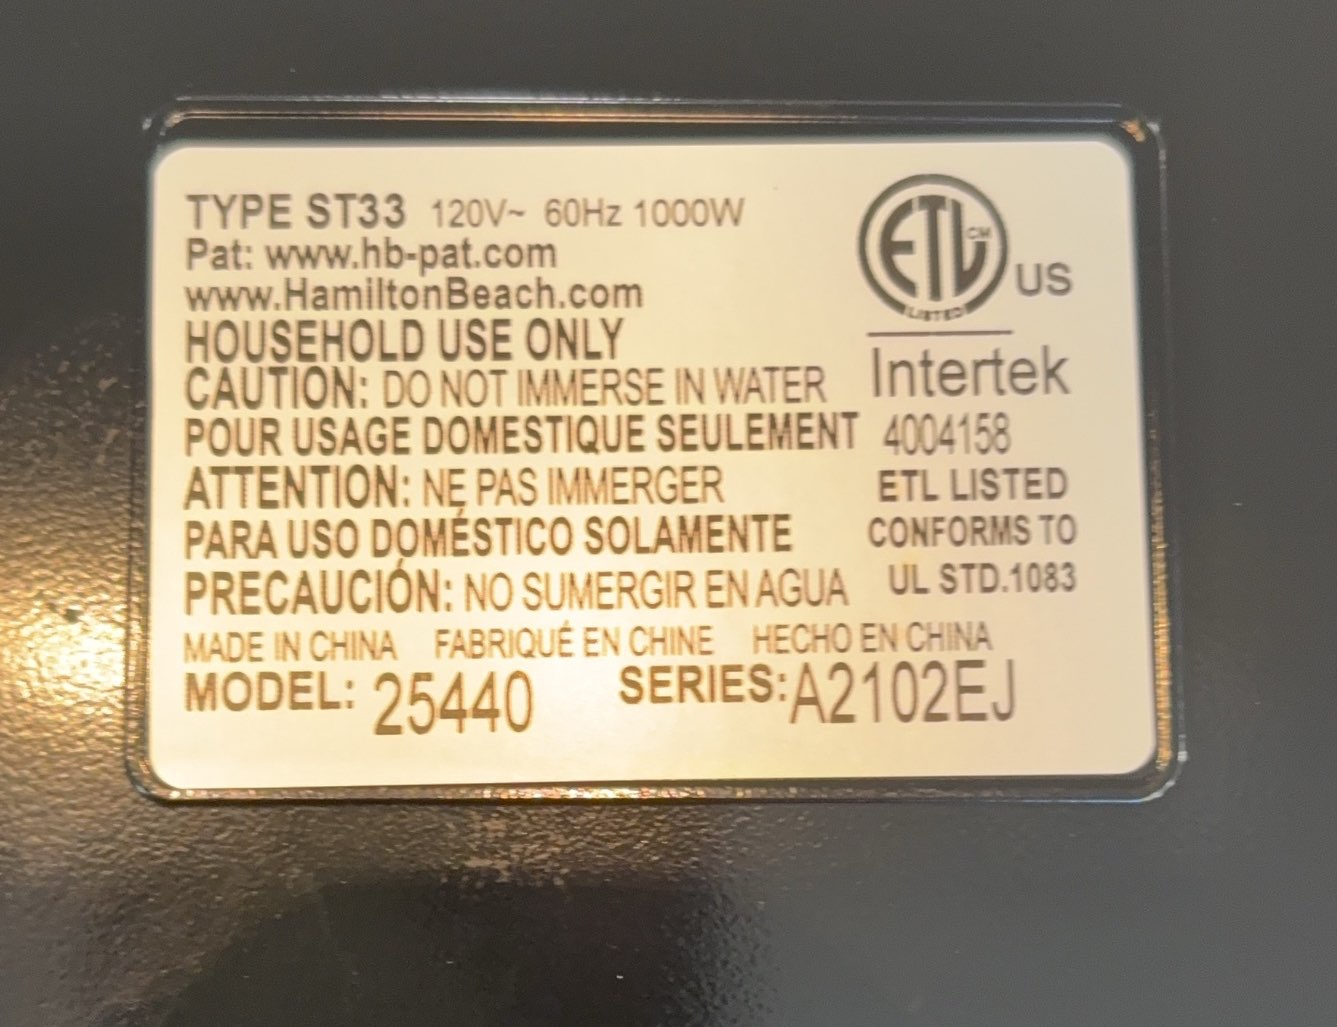 TYPE ST33 120V~ 60Hz 1000W
Pat: www.hb-pat.com
www.HamiltonBeach.com
HOUSEHOLD USE ONLY
CAUTION: DO NOT IMMERSE IN WATER
POUR USAGE DOMESTIQUE SEULEMENT
ATTENTION: NE PAS IMMERGER
PARA USO DOMÉSTICO SOLAMENTE
PRECAUCIÓN: NO SUMERGIR EN AGUA
MADE IN CHINA FABRIQUÉ EN CHINE HECHO EN CHINA
MODEL: 25440 SERIES: A2102EJ
ETL CM
LISTED
US
Intertek
4004158
ETL LISTED
CONFORMS TO
UL STD.1083